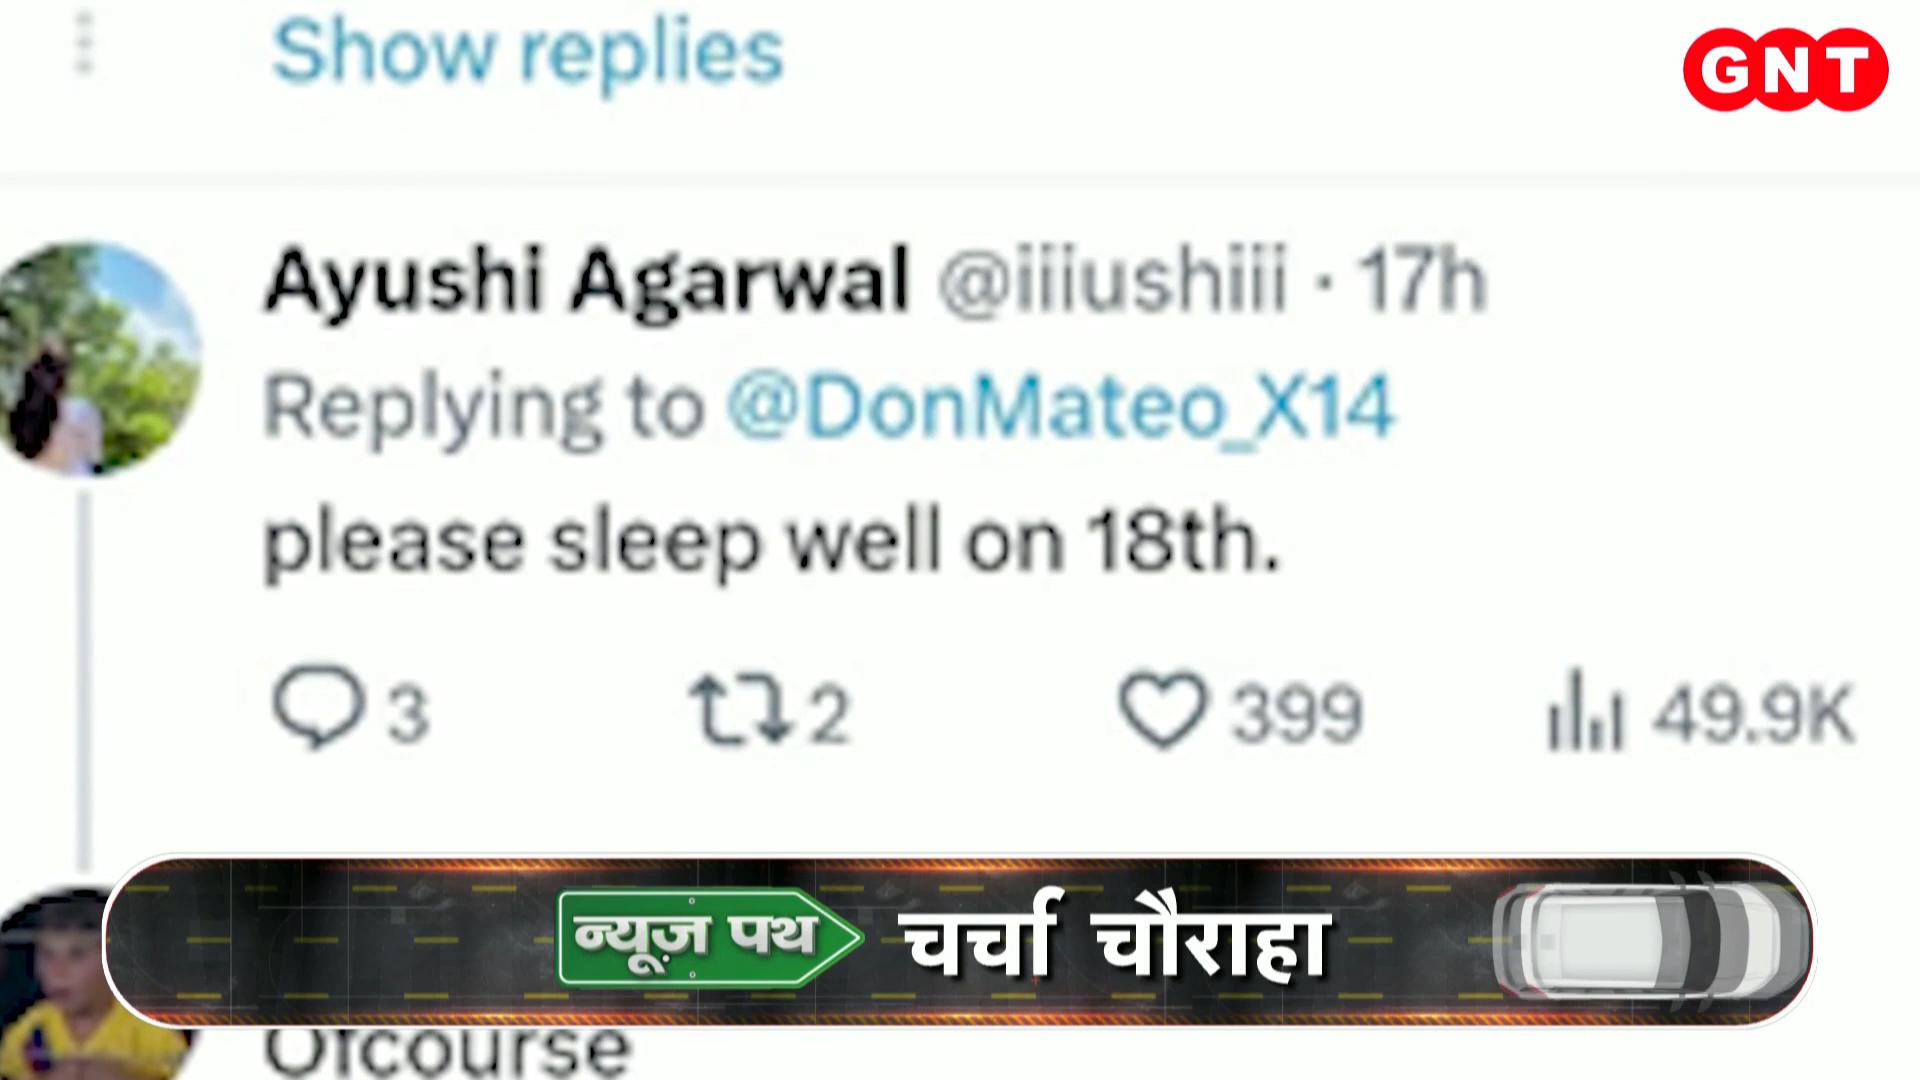 Show replies
GNT
Ayushi Agarwal @iiiushiii · 17h
Replying to @DonMateo_X14
please sleep well on 18th.
3 2 399 49.9K
न्यूज़ पथ चर्चा चौराहा
Ofcourse